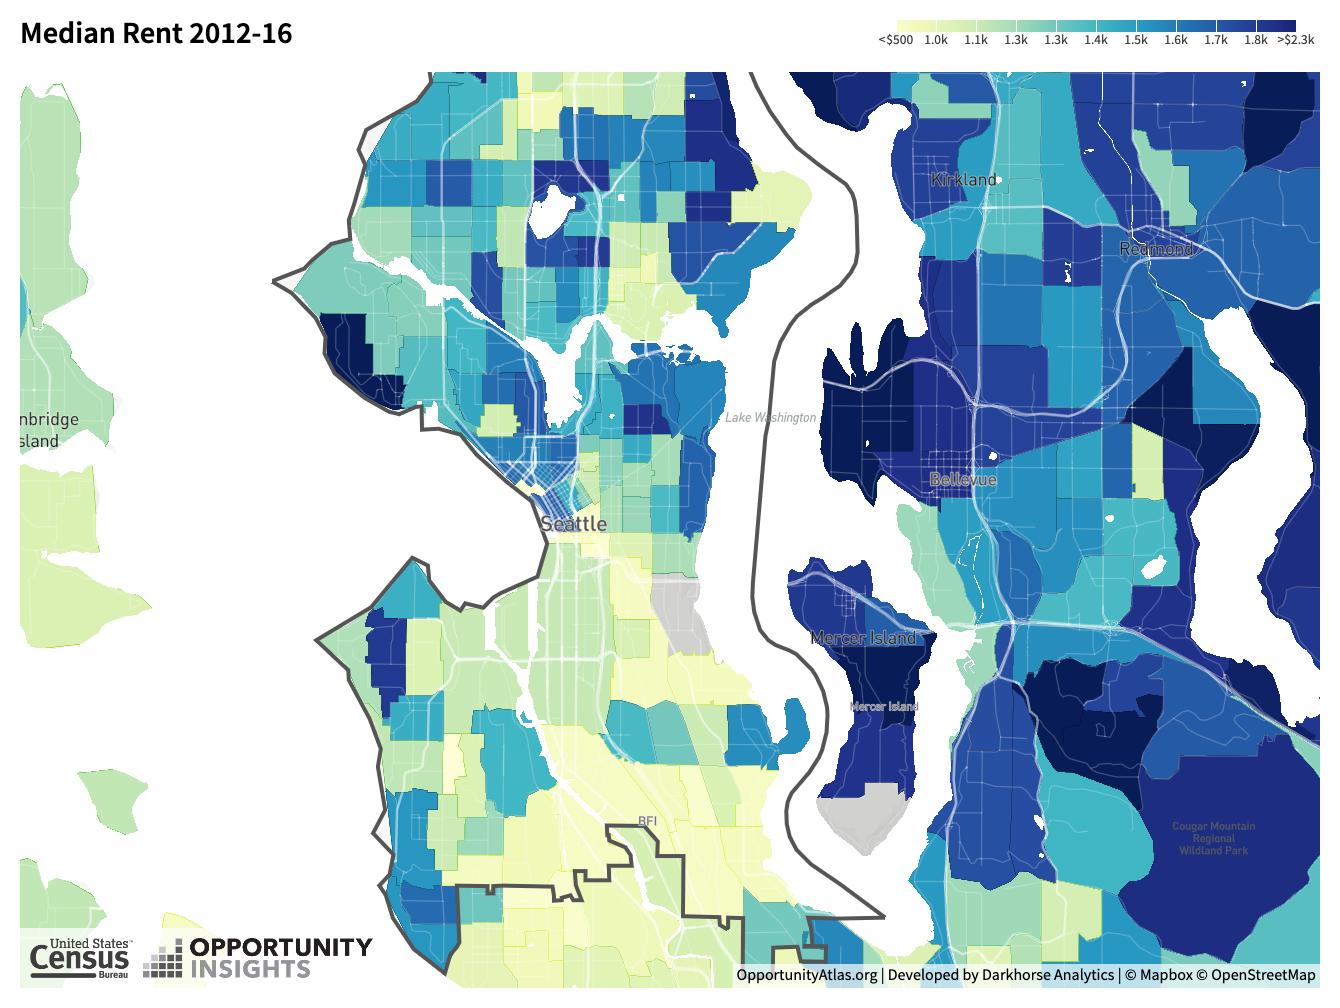 Median Rent 2012-16
<$500 1.0k 1.1k 1.3k 1.3k 1.4k 1.5k 1.6k 1.7k 1.8k >$2.3k
Kirkland
Redmond
nbridge
sland
Lake Washington
Bellevue
Seattle
Mercer Island
Mercer Island
BFI
Cougar Mountain
Regional
Wildland Park
United States™
Census
Bureau
OPPORTUNITY
INSIGHTS
OpportunityAtlas.org | Developed by Darkhorse Analytics | © Mapbox © OpenStreetMap